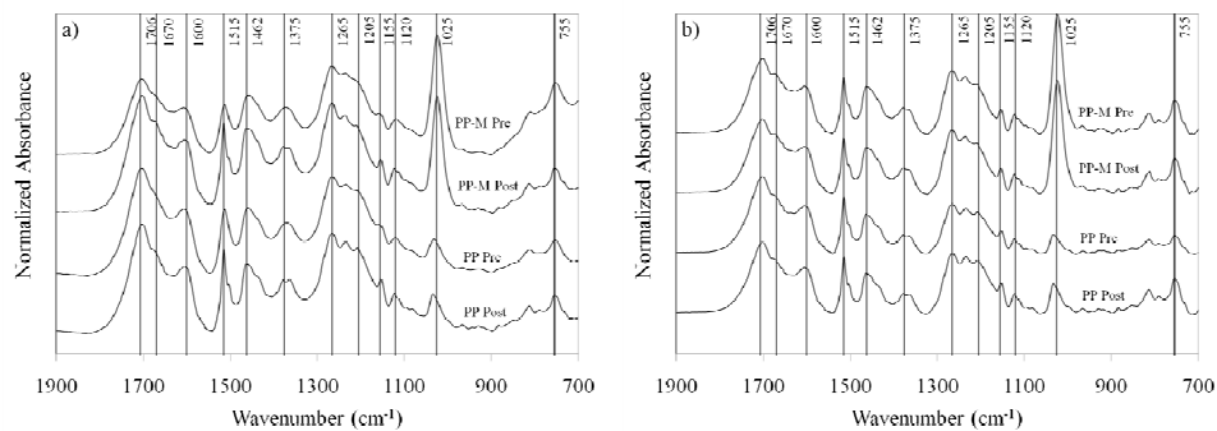 a) 1706 1670 1600 1515 1462 1375 1265 1205 1155 1120 1025 755
PP-M Pre
PP-M Post
PP Pre
PP Post
Normalized Absorbance
1900 1700 1500 1300 1100 900 700
Wavenumber (cm-1)
b) 1706 1670 1600 1515 1462 1375 1265 1205 1155 1120 1025 755
PP-M Pre
PP-M Post
PP Pre
PP Post
Normalized Absorbance
1900 1700 1500 1300 1100 900 700
Wavenumber (cm-1)